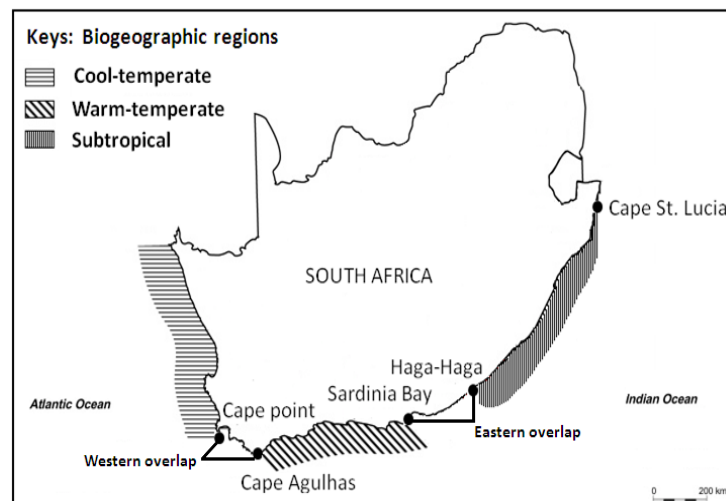 Keys: Biogeographic regions
Cool-temperate
Warm-temperate
Subtropical
Cape St. Lucia
SOUTH AFRICA
Haga-Haga
Sardinia Bay
Atlantic Ocean
Cape point
Indian Ocean
Eastern overlap
Western overlap
Cape Agulhas
0 200 km